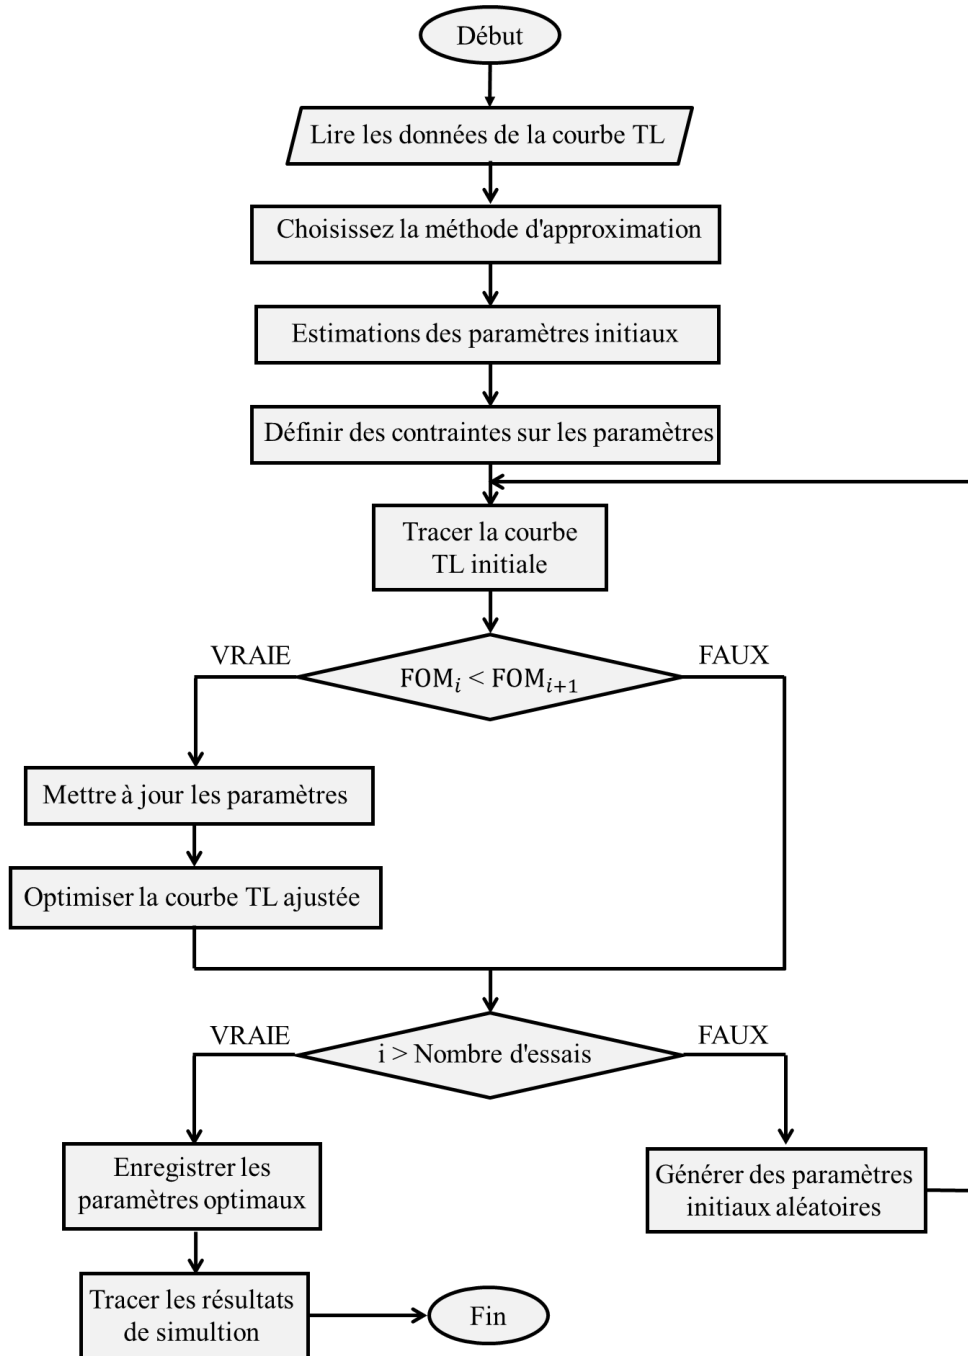 Début
Lire les données de la courbe TL
Choisissez la méthode d'approximation
Estimations des paramètres initiaux
Définir des contraintes sur les paramètres
Tracer la courbe
TL initiale
VRAIE
FAUX
FOMᵢ < FOMᵢ₊₁
Mettre à jour les paramètres
Optimiser la courbe TL ajustée
VRAIE
FAUX
i > Nombre d'essais
Enregistrer les
paramètres optimaux
Générer des paramètres
initiaux aléatoires
Tracer les résultats
de simultion
Fin